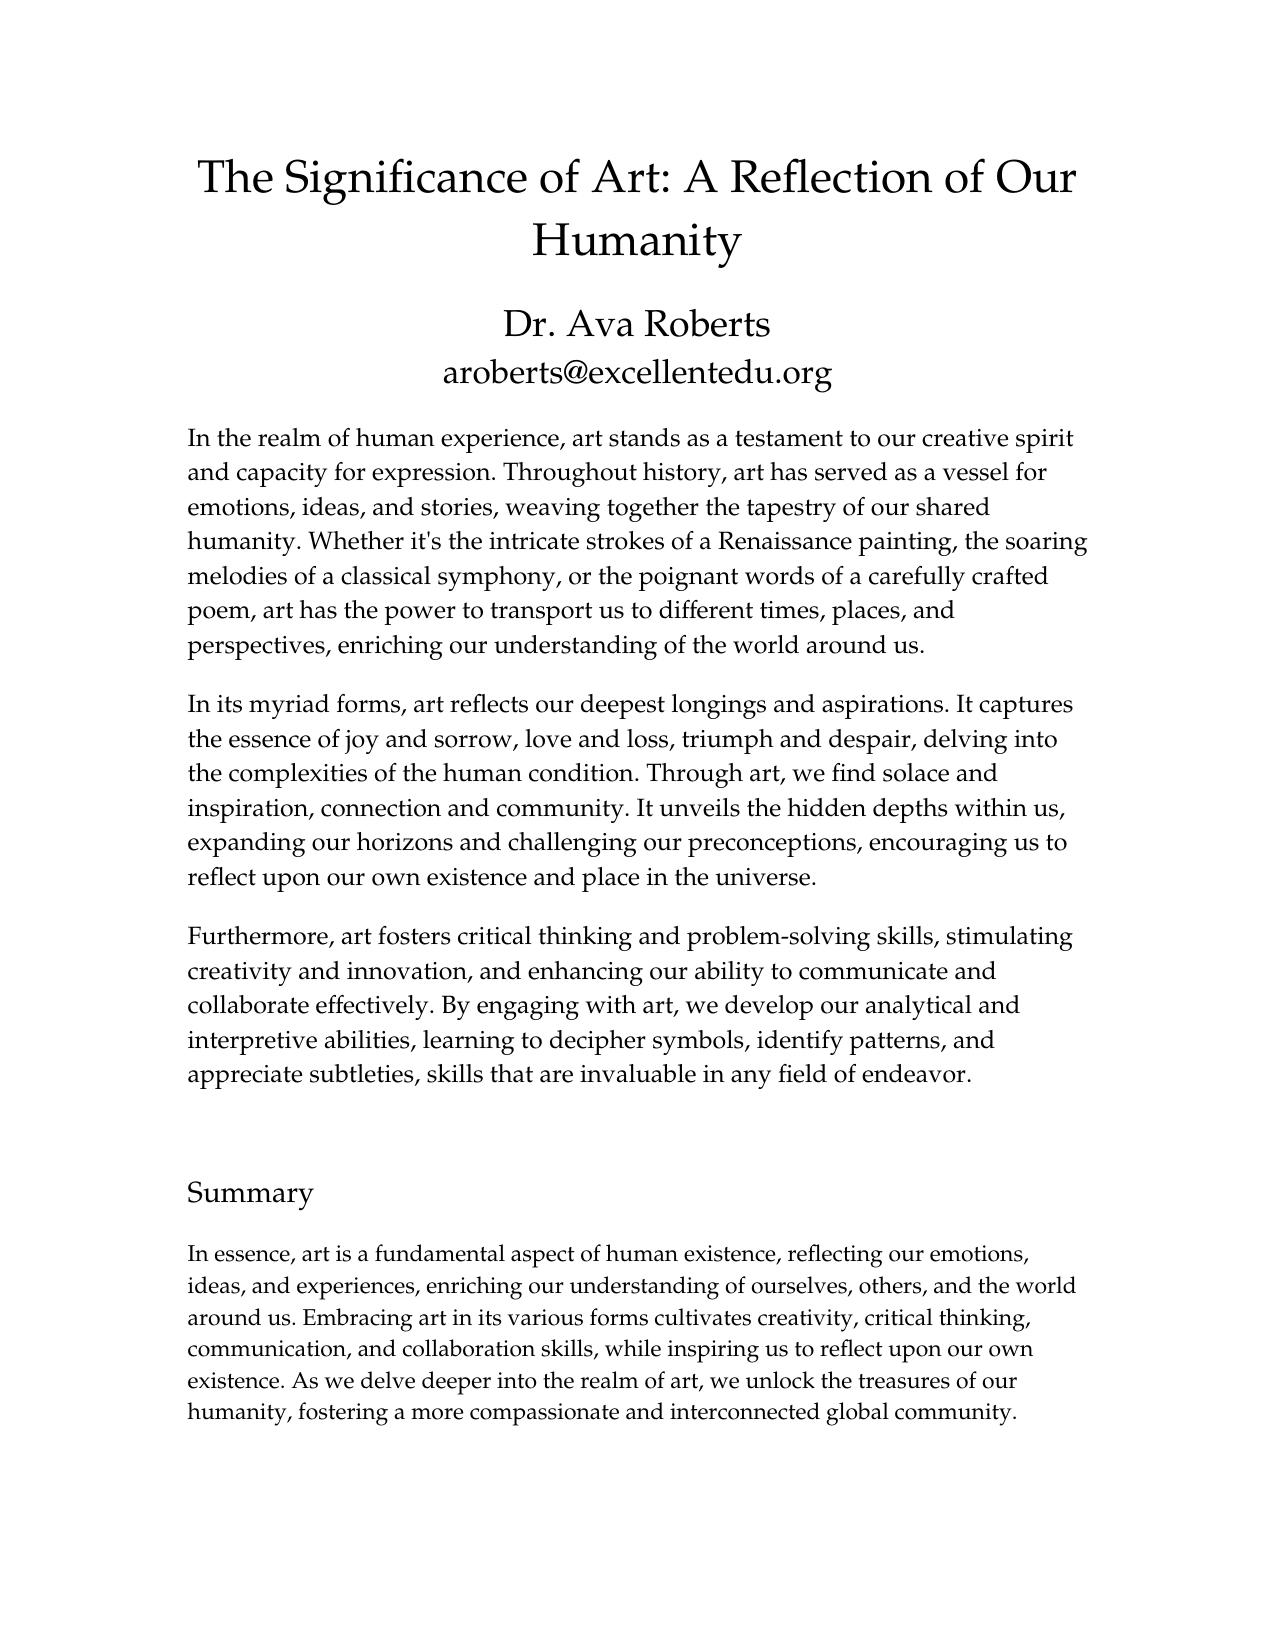 The Significance of Art: A Reflection of Our
Humanity
Dr. Ava Roberts
aroberts@excellentedu.org
In the realm of human experience, art stands as a testament to our creative spirit
and capacity for expression. Throughout history, art has served as a vessel for
emotions, ideas, and stories, weaving together the tapestry of our shared
humanity. Whether it's the intricate strokes of a Renaissance painting, the soaring
melodies of a classical symphony, or the poignant words of a carefully crafted
poem, art has the power to transport us to different times, places, and
perspectives, enriching our understanding of the world around us.
In its myriad forms, art reflects our deepest longings and aspirations. It captures
the essence of joy and sorrow, love and loss, triumph and despair, delving into
the complexities of the human condition. Through art, we find solace and
inspiration, connection and community. It unveils the hidden depths within us,
expanding our horizons and challenging our preconceptions, encouraging us to
reflect upon our own existence and place in the universe.
Furthermore, art fosters critical thinking and problem-solving skills, stimulating
creativity and innovation, and enhancing our ability to communicate and
collaborate effectively. By engaging with art, we develop our analytical and
interpretive abilities, learning to decipher symbols, identify patterns, and
appreciate subtleties, skills that are invaluable in any field of endeavor.
Summary
In essence, art is a fundamental aspect of human existence, reflecting our emotions,
ideas, and experiences, enriching our understanding of ourselves, others, and the world
around us. Embracing art in its various forms cultivates creativity, critical thinking,
communication, and collaboration skills, while inspiring us to reflect upon our own
existence. As we delve deeper into the realm of art, we unlock the treasures of our
humanity, fostering a more compassionate and interconnected global community.